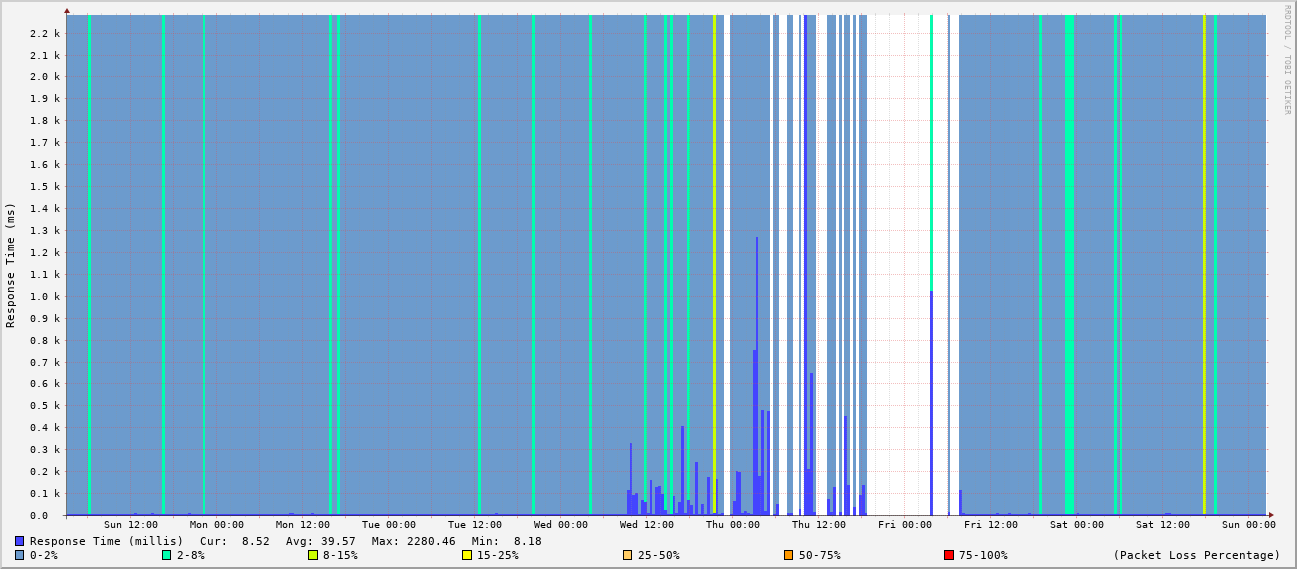 RRDTOOL / TOBI OETIKER
Response Time (ms)
2.2 k
2.1 k
2.0 k
1.9 k
1.8 k
1.7 k
1.6 k
1.5 k
1.4 k
1.3 k
1.2 k
1.1 k
1.0 k
0.9 k
0.8 k
0.7 k
0.6 k
0.5 k
0.4 k
0.3 k
0.2 k
0.1 k
0.0
Sun 12:00 Mon 00:00 Mon 12:00 Tue 00:00 Tue 12:00 Wed 00:00 Wed 12:00 Thu 00:00 Thu 12:00 Fri 00:00 Fri 12:00 Sat 00:00 Sat 12:00 Sun 00:00
Response Time (millis) Cur: 8.52 Avg: 39.57 Max: 2280.46 Min: 8.18
0-2% 2-8% 8-15% 15-25% 25-50% 50-75% 75-100% (Packet Loss Percentage)